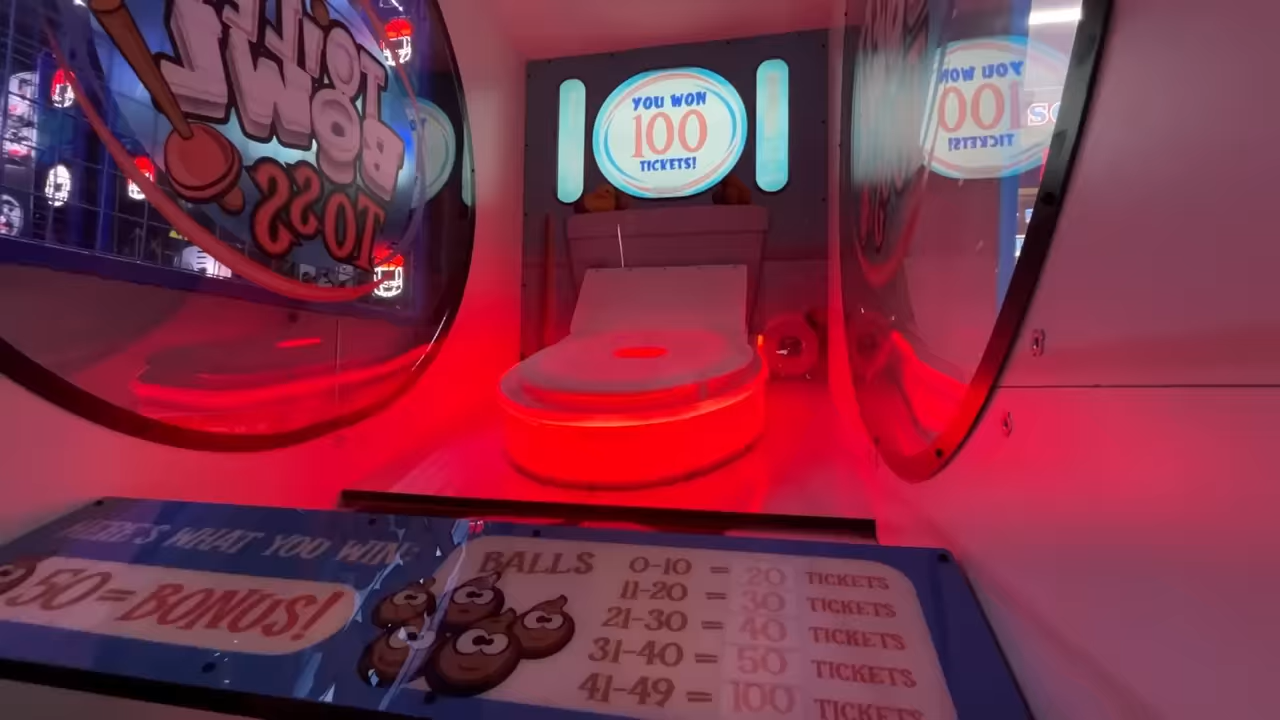 TOiLET
BOWL
TOSS
YOU WON
100
TICKETS!
YOU WON
100
TICKETS!
HERE'S WHAT YOU WIN:
50=BONUS!
BALLS 0-10 = 20 TICKETS
11-20 = 30 TICKETS
21-30 = 40 TICKETS
31-40 = 50 TICKETS
41-49 = 100 TICKETS